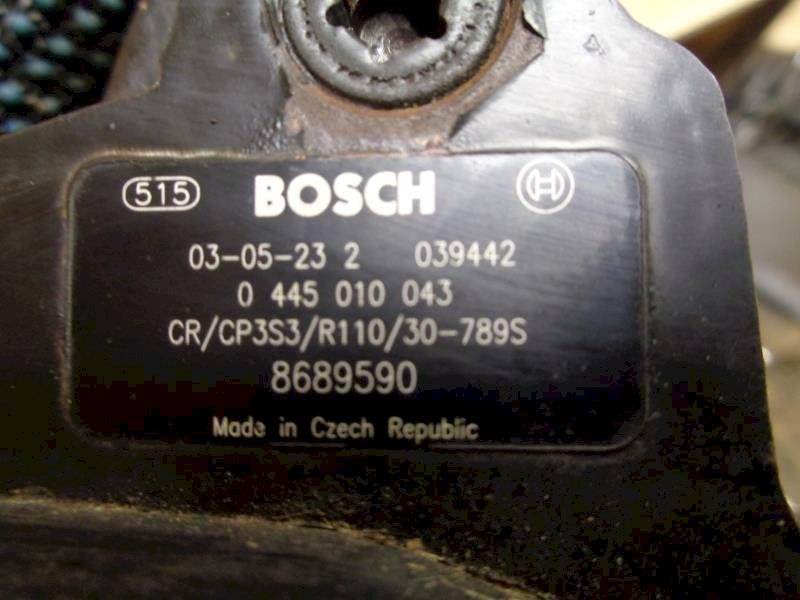 515 BOSCH
03-05-23 2 039442
0 445 010 043
CR/CP3S3/R110/30-789S
8689590
Made in Czech Republic